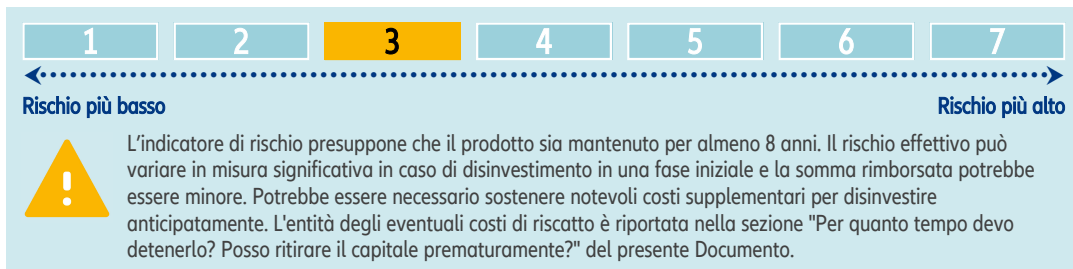 1 2 3 4 5 6 7
Rischio più basso Rischio più alto
L'indicatore di rischio presuppone che il prodotto sia mantenuto per almeno 8 anni. Il rischio effettivo può
variare in misura significativa in caso di disinvestimento in una fase iniziale e la somma rimborsata potrebbe
essere minore. Potrebbe essere necessario sostenere notevoli costi supplementari per disinvestire
anticipatamente. L'entità degli eventuali costi di riscatto è riportata nella sezione "Per quanto tempo devo
detenerlo? Posso ritirare il capitale prematuramente?" del presente Documento.